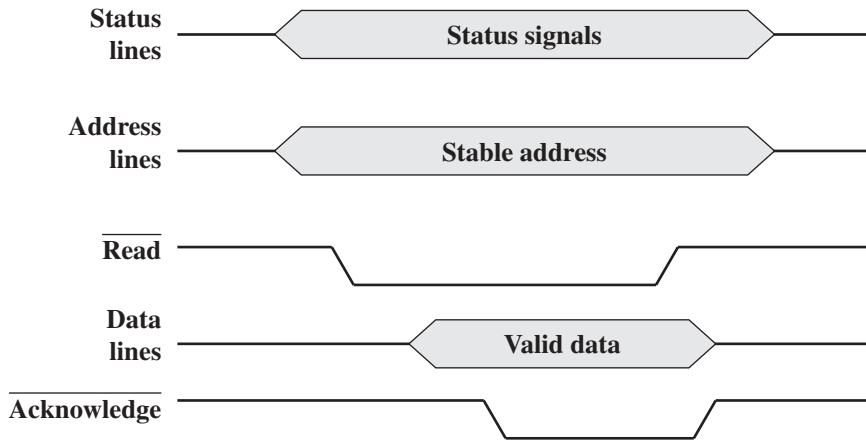 Status
lines
Status signals
Address
lines
Stable address
Read
Data
lines
Valid data
Acknowledge